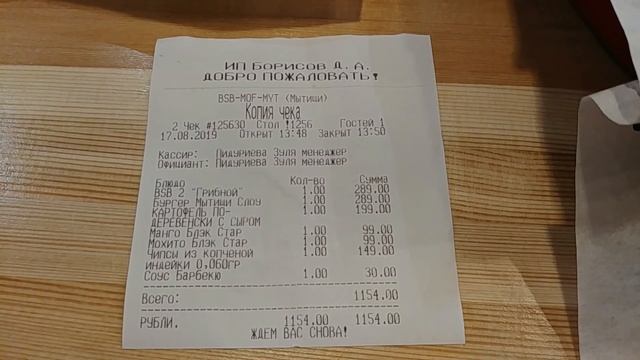 ИП Борисов Д. А.
ДОБРО ПОЖАЛОВАТЬ!
BSB-MOF-MYT (Мытищи)
Копия чека
2 Чек #125630 Стол !1256 Гостей 1
17.08.2019 Открыт 13:48 Закрыт 13:50
Кассир: Пидуриева Зуля менеджер
Официант: Пидуриева Зуля менеджер
Блюдо Кол-во Сумма
BSB 2 "Грибной" 1.00 289.00
Бургер Мытищи Слоу 1.00 289.00
КАРТОФЕЛЬ ПО- 1.00 199.00
ДЕРЕВЕНСКИ С СЫРОМ
Манго Блэк Стар 1.00 99.00
Мохито Блэк Стар 1.00 99.00
Чипсы из копченой 1.00 149.00
индейки 0,060гр
Соус Барбекю 1.00 30.00
Всего: 1154.00
РУБЛИ. 1154.00 1154.00
ЖДЕМ ВАС СНОВА!